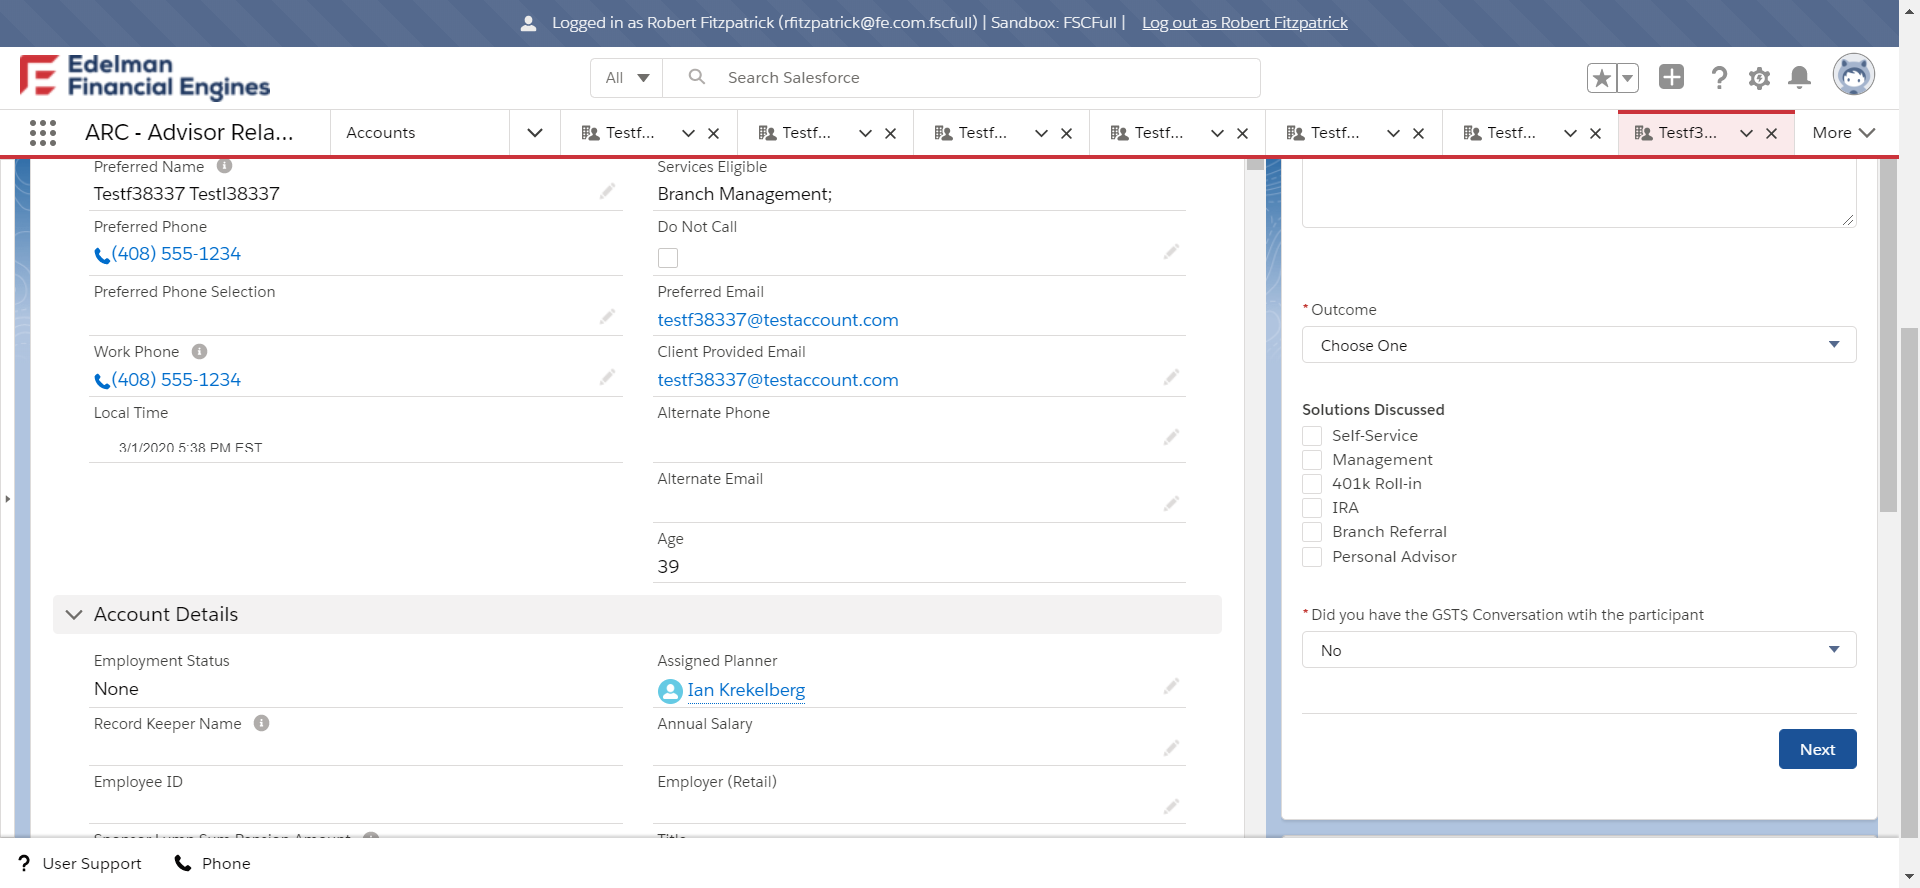 Logged in as Robert Fitzpatrick (rfitzpatrick@fe.com.fscfull) | Sandbox: FSCFull | Log out as Robert Fitzpatrick
Edelman
Financial Engines
All
Search Salesforce
ARC - Advisor Rela...
Accounts
Testf...
Testf...
Testf...
Testf...
Testf...
Testf...
Testf3...
More
Preferred Name
Testf38337 Testl38337
Services Eligible
Branch Management;
Preferred Phone
(408) 555-1234
Do Not Call
Preferred Phone Selection
Preferred Email
testf38337@testaccount.com
Work Phone
(408) 555-1234
Client Provided Email
testf38337@testaccount.com
Local Time
3/1/2020 5:38 PM EST
Alternate Phone
Alternate Email
Age
39
Account Details
Employment Status
None
Assigned Planner
Ian Krekelberg
Record Keeper Name
Annual Salary
Employee ID
Employer (Retail)
Sponsor Lump Sum Pension Amount
Title
*Outcome
Choose One
Solutions Discussed
Self-Service
Management
401k Roll-in
IRA
Branch Referral
Personal Advisor
*Did you have the GST$ Conversation wtih the participant
No
Next
? User Support
Phone